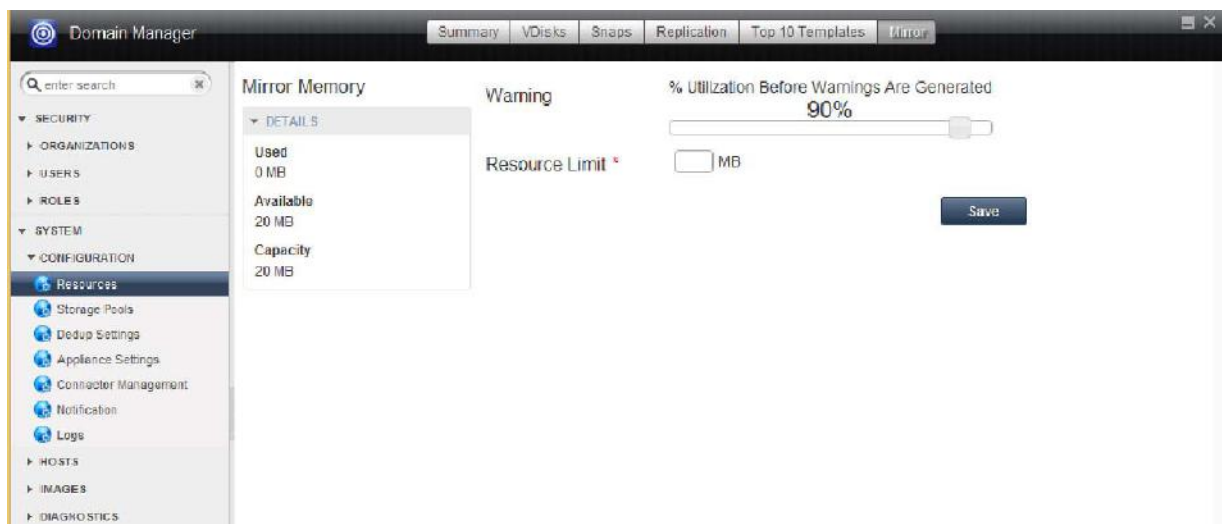 Domain Manager
Summary
VDisks
Snaps
Replication
Top 10 Templates
Mirror
enter search
SECURITY
ORGANIZATIONS
USERS
ROLES
SYSTEM
CONFIGURATION
Resources
Storage Pools
Dedup Settings
Appliance Settings
Connector Management
Notification
Logs
HOSTS
IMAGES
DIAGNOSTICS
Mirror Memory
DETAILS
Used
0 MB
Available
20 MB
Capacity
20 MB
Warning
% Utilization Before Warnings Are Generated
90%
Resource Limit *
MB
Save